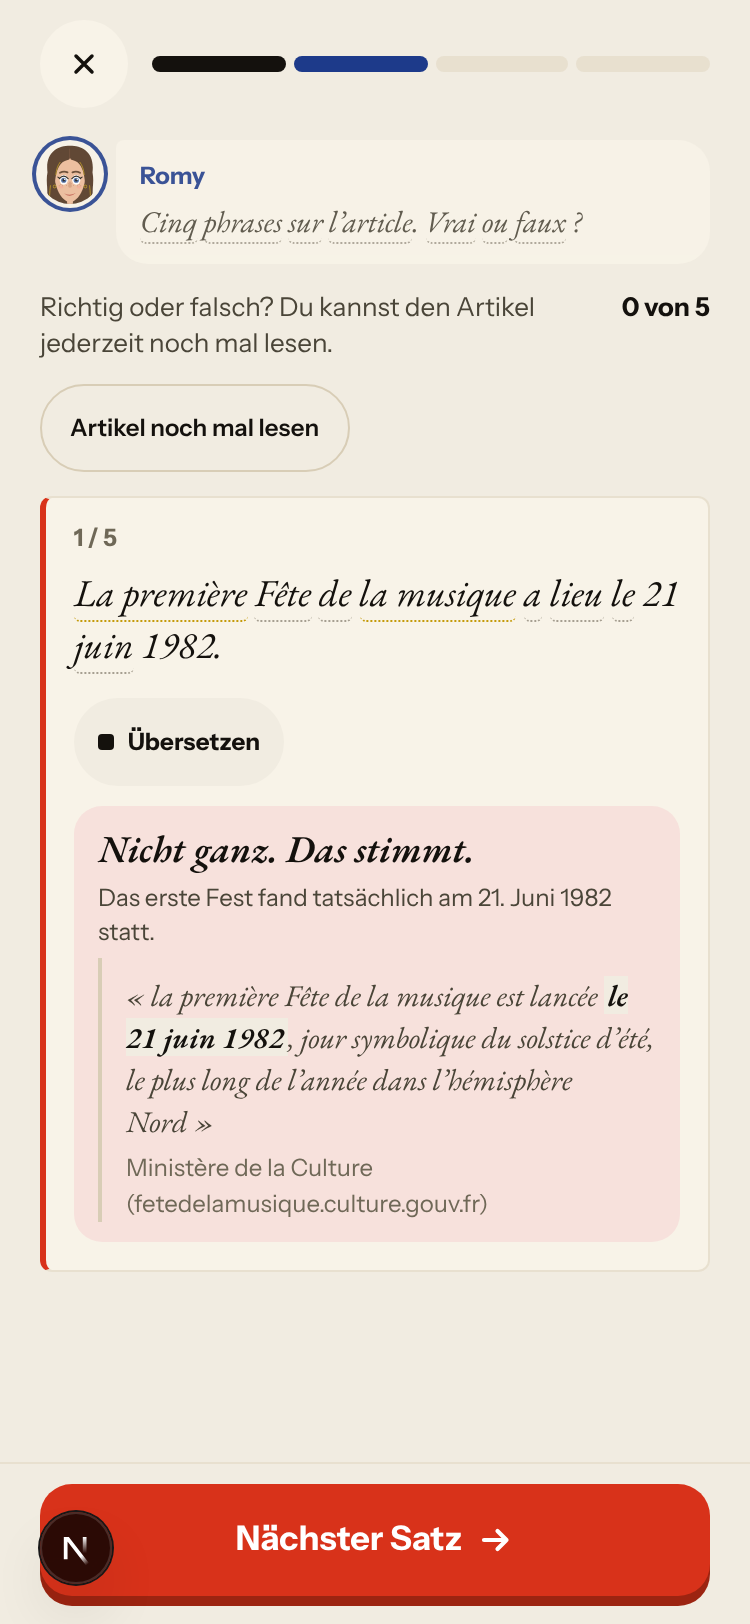 Romy
Cinq phrases sur l’article. Vrai ou faux ?
Richtig oder falsch? Du kannst den Artikel
jederzeit noch mal lesen.
0 von 5
Artikel noch mal lesen
1 / 5
La première Fête de la musique a lieu le 21
juin 1982.
Übersetzen
Nicht ganz. Das stimmt.
Das erste Fest fand tatsächlich am 21. Juni 1982
statt.
« la première Fête de la musique est lancée le
21 juin 1982, jour symbolique du solstice d’été,
le plus long de l’année dans l’hémisphère
Nord »
Ministère de la Culture
(fetedelamusique.culture.gouv.fr)
Nächster Satz →
N